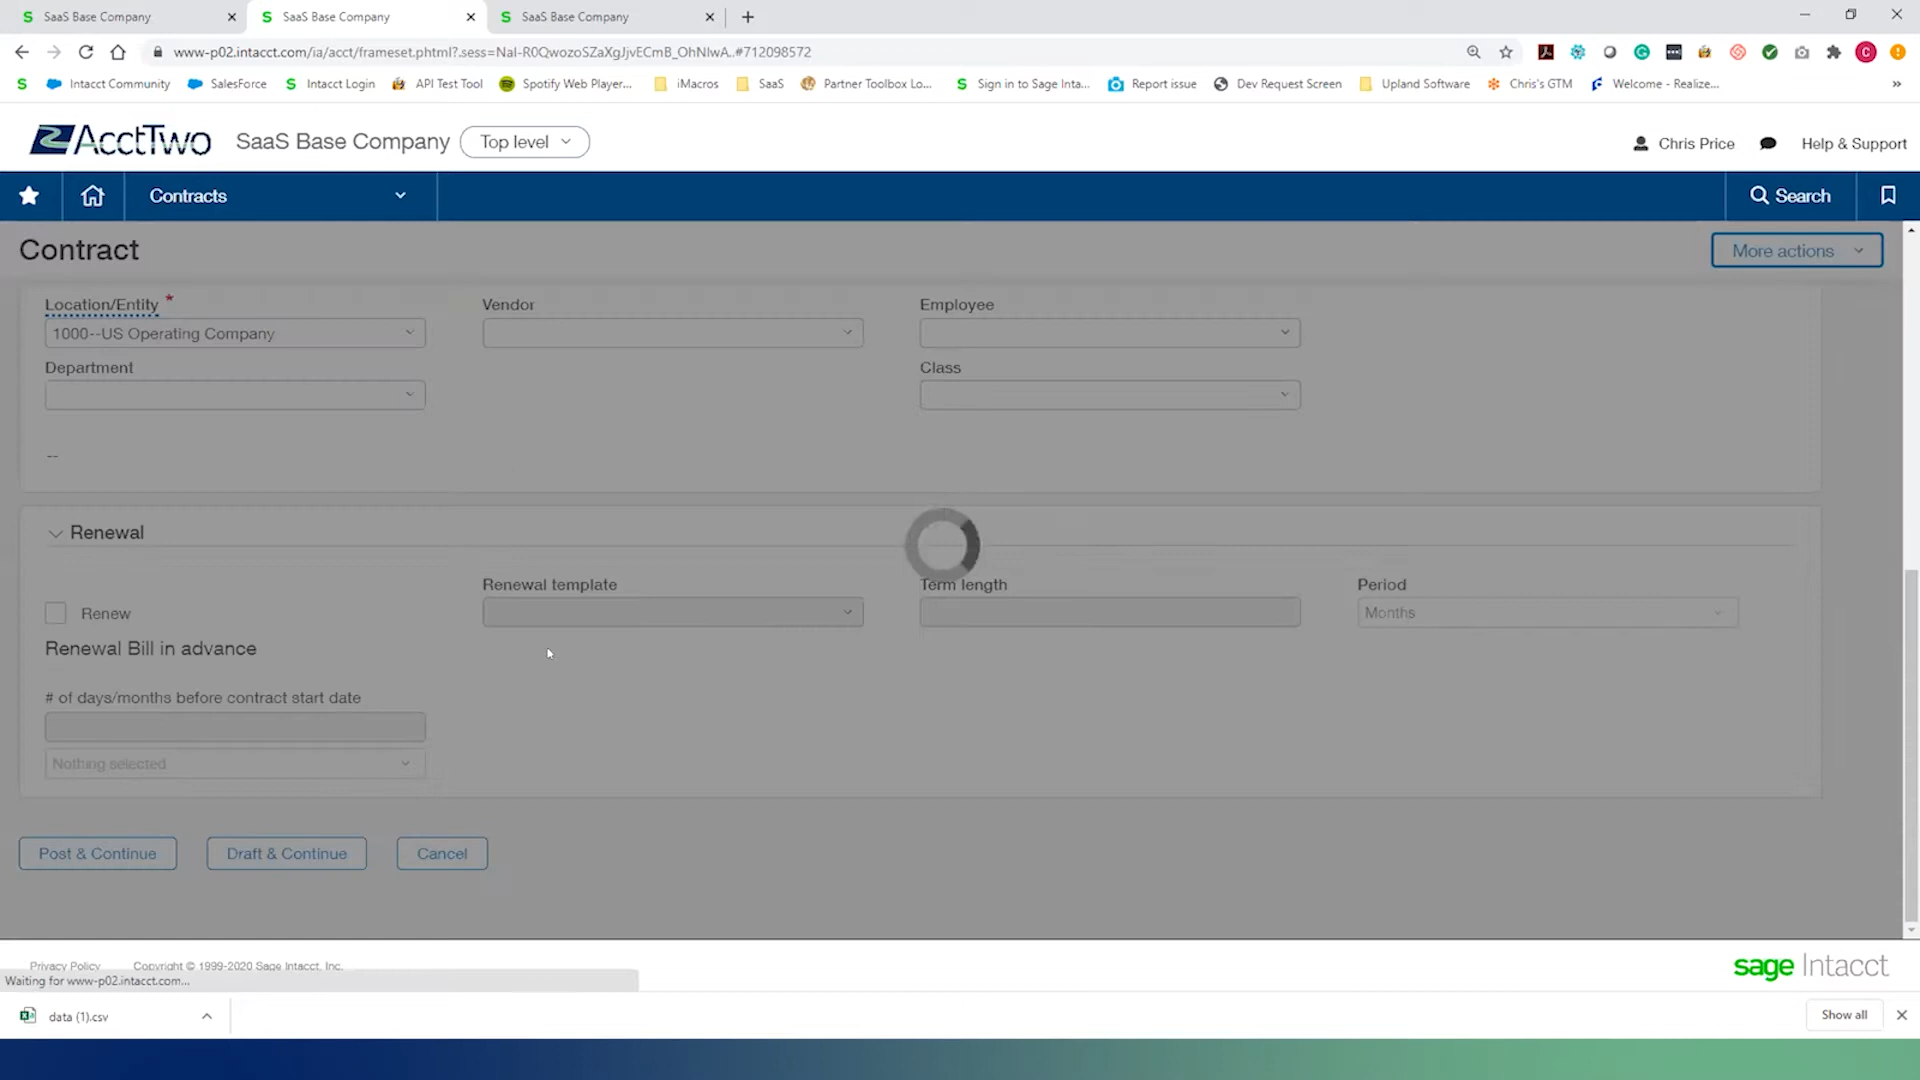 SaaS Base Company
SaaS Base Company
SaaS Base Company
www-p02.intacct.com/ia/acct/frameset.phtml?.sess=NaI-R0QwozoSZaXgJjvECmB_OhNIwA..#712098572
Intacct Community
SalesForce
Intacct Login
API Test Tool
Spotify Web Player...
iMacros
SaaS
Partner Toolbox Lo...
Sign in to Sage Inta...
Report issue
Dev Request Screen
Upland Software
Chris's GTM
Welcome - Realize...
AcctTwo
SaaS Base Company
Top level
Chris Price
Help & Support
Contracts
Search
Contract
More actions
Location/Entity *
Vendor
Employee
1000--US Operating Company
Department
Class
--
Renewal
Renewal template
Term length
Period
Renew
Months
Renewal Bill in advance
# of days/months before contract start date
Nothing selected
Post & Continue
Draft & Continue
Cancel
Privacy Policy
Copyright © 1999-2020 Sage Intacct, Inc.
sage Intacct
Waiting for www-p02.intacct.com...
data (1).csv
Show all